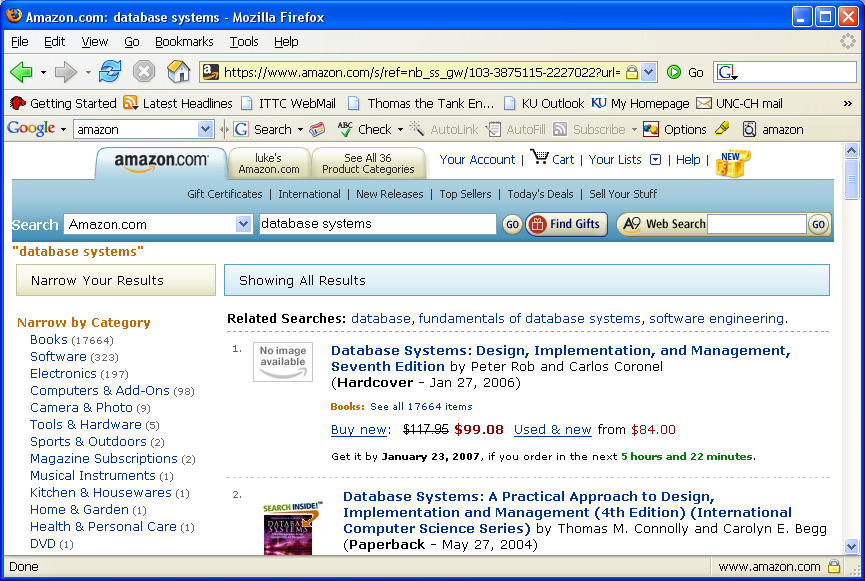 Amazon.com: database systems - Mozilla Firefox
File Edit View Go Bookmarks Tools Help
https://www.amazon.com/s/ref=nb_ss_gw/103-3875115-2227022?url= Go G
Getting Started Latest Headlines ITTC WebMail Thomas the Tank En... KU Outlook KU My Homepage UNC-CH mail »
Google amazon G Search ABC Check AutoLink AutoFill Subscribe Options amazon
amazon.com luke's Amazon.com See All 36 Product Categories Your Account | Cart | Your Lists | Help | NEW
Gift Certificates | International | New Releases | Top Sellers | Today's Deals | Sell Your Stuff
Search Amazon.com database systems GO Find Gifts A9 Web Search GO
"database systems"
Narrow Your Results
Showing All Results
Narrow by Category
Books (17664)
Software (323)
Electronics (197)
Computers & Add-Ons (98)
Camera & Photo (9)
Tools & Hardware (5)
Sports & Outdoors (2)
Magazine Subscriptions (2)
Musical Instruments (1)
Kitchen & Housewares (1)
Home & Garden (1)
Health & Personal Care (1)
DVD (1)
Related Searches: database, fundamentals of database systems, software engineering.
1.
No image
available
Database Systems: Design, Implementation, and Management,
Seventh Edition by Peter Rob and Carlos Coronel
(Hardcover - Jan 27, 2006)
Books: See all 17664 items
Buy new: $117.95 $99.08 Used & new from $84.00
Get it by January 23, 2007, if you order in the next 5 hours and 22 minutes.
2.
SEARCH INSIDE!™
DATABASE
SYSTEMS
Database Systems: A Practical Approach to Design,
Implementation and Management (4th Edition) (International
Computer Science Series) by Thomas M. Connolly and Carolyn E. Begg
(Paperback - May 27, 2004)
Done www.amazon.com